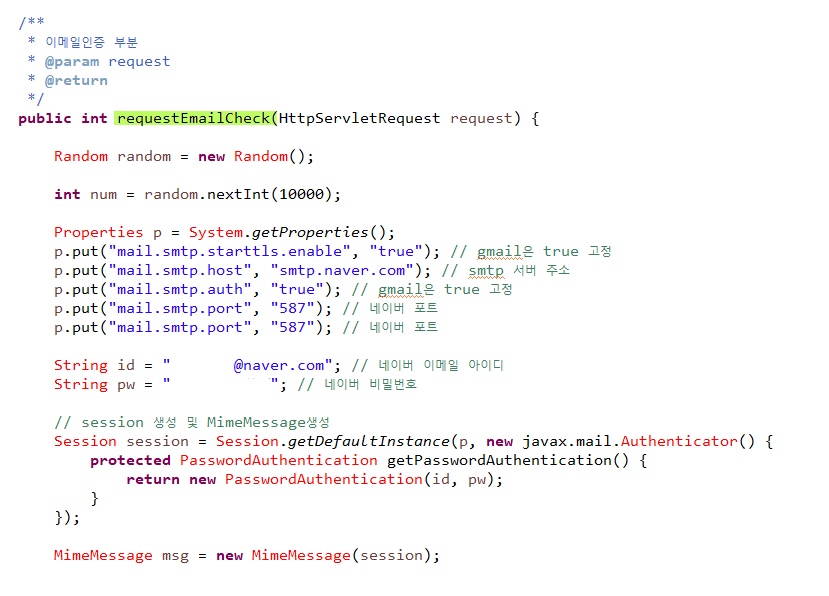 /**
 * 이메일인증 부분
 * @param request
 * @return
 */
public int requestEmailCheck(HttpServletRequest request) {
Random random = new Random();
int num = random.nextInt(10000);
Properties p = System.getProperties();
p.put("mail.smtp.starttls.enable", "true"); // gmail은 true 고정
p.put("mail.smtp.host", "smtp.naver.com"); // smtp 서버 주소
p.put("mail.smtp.auth", "true"); // gmail은 true 고정
p.put("mail.smtp.port", "587"); // 네이버 포트
p.put("mail.smtp.port", "587"); // 네이버 포트
String id = "       @naver.com"; // 네이버 이메일 아이디
String pw = "           "; // 네이버 비밀번호
// session 생성 및 MimeMessage생성
Session session = Session.getDefaultInstance(p, new javax.mail.Authenticator() {
protected PasswordAuthentication getPasswordAuthentication() {
return new PasswordAuthentication(id, pw);
}
});
MimeMessage msg = new MimeMessage(session);